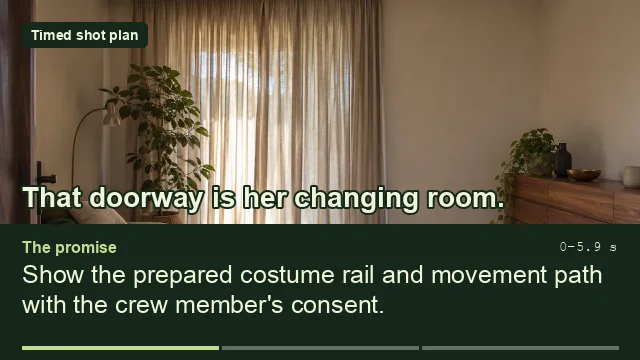 Timed shot plan
That doorway is her changing room.
The promise
0–5.9 s
Show the prepared costume rail and movement path
with the crew member's consent.